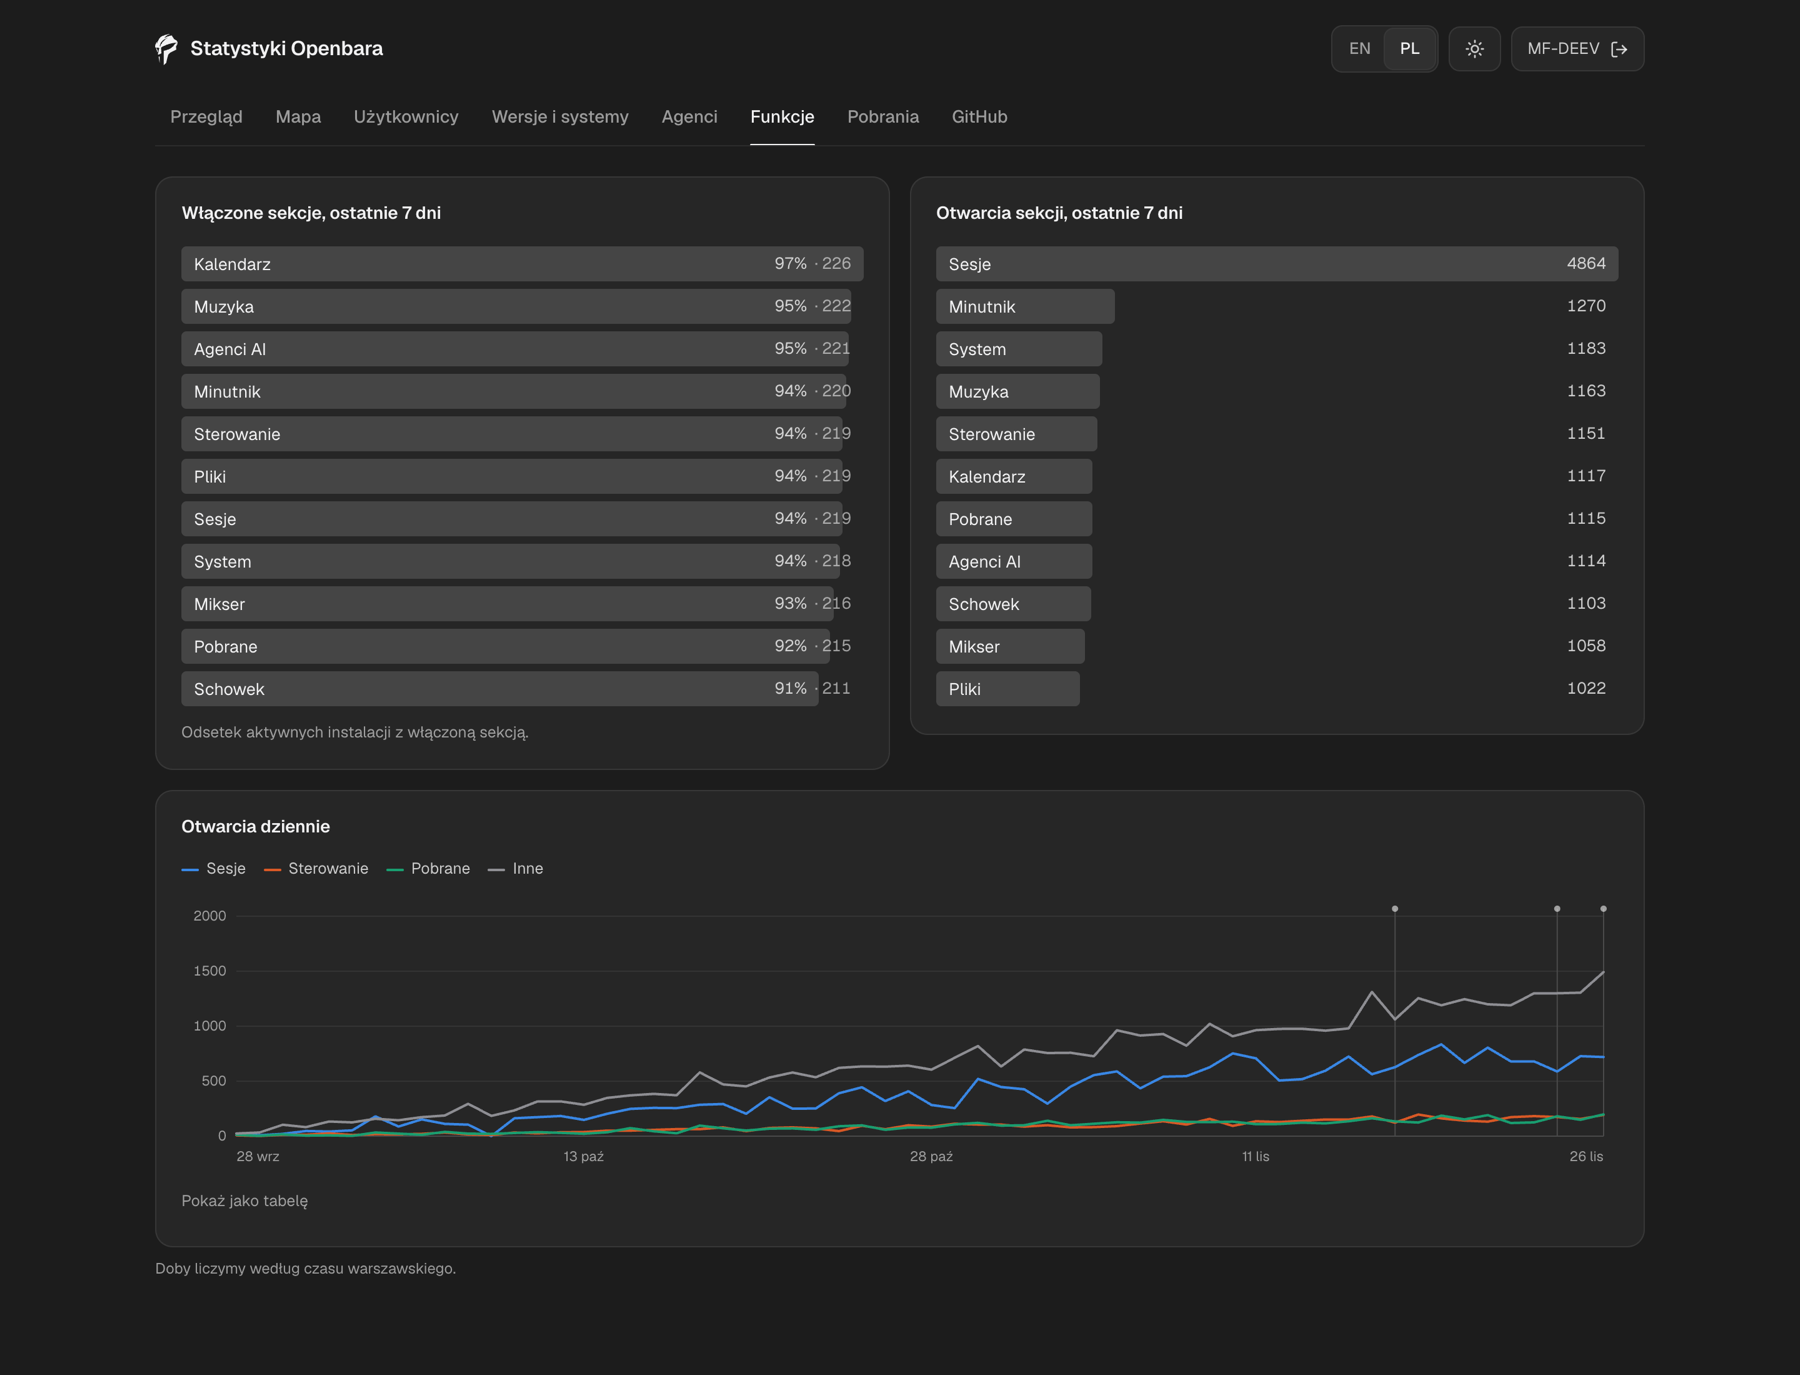 Statystyki Openbara
EN PL MF-DEEV
Przegląd Mapa Użytkownicy Wersje i systemy Agenci Funkcje Pobrania GitHub
Włączone sekcje, ostatnie 7 dni
Kalendarz 97% · 226
Muzyka 95% · 222
Agenci AI 95% · 221
Minutnik 94% · 220
Sterowanie 94% · 219
Pliki 94% · 219
Sesje 94% · 219
System 94% · 218
Mikser 93% · 216
Pobrane 92% · 215
Schowek 91% · 211
Odsetek aktywnych instalacji z włączoną sekcją.
Otwarcia sekcji, ostatnie 7 dni
Sesje 4864
Minutnik 1270
System 1183
Muzyka 1163
Sterowanie 1151
Kalendarz 1117
Pobrane 1115
Agenci AI 1114
Schowek 1103
Mikser 1058
Pliki 1022
Otwarcia dziennie
Sesje Sterowanie Pobrane Inne
2000
1500
1000
500
0
28 wrz 13 paź 28 paź 11 lis 26 lis
Pokaż jako tabelę
Doby liczymy według czasu warszawskiego.